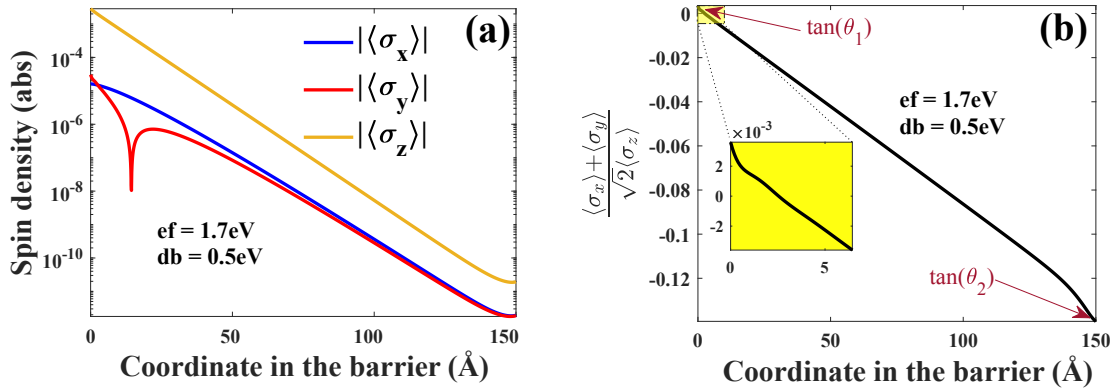 (a)
|⟨σx⟩|
|⟨σy⟩|
|⟨σz⟩|
ef = 1.7eV
db = 0.5eV
Spin density (abs)
10-4
10-6
10-8
10-10
0 50 100 150
Coordinate in the barrier (Å)
(b)
tan(θ1)
ef = 1.7eV
db = 0.5eV
tan(θ2)
⟨σx⟩+⟨σy⟩
√2⟨σz⟩
0
-0.02
-0.04
-0.06
-0.08
-0.1
-0.12
×10-3
2
0
-2
0 5
0 50 100 150
Coordinate in the barrier (Å)